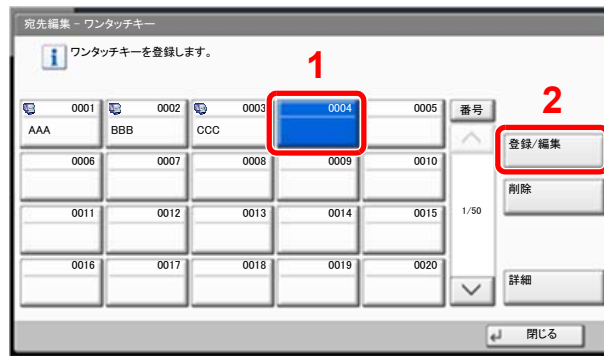 宛先編集 - ワンタッチキー
ワンタッチキーを登録します。
1
0001 0002 0003 0004 0005 番号 2
AAA BBB CCC
登録/編集
0006 0007 0008 0009 0010
削除
0011 0012 0013 0014 0015 1/50
0016 0017 0018 0019 0020
詳細
閉じる